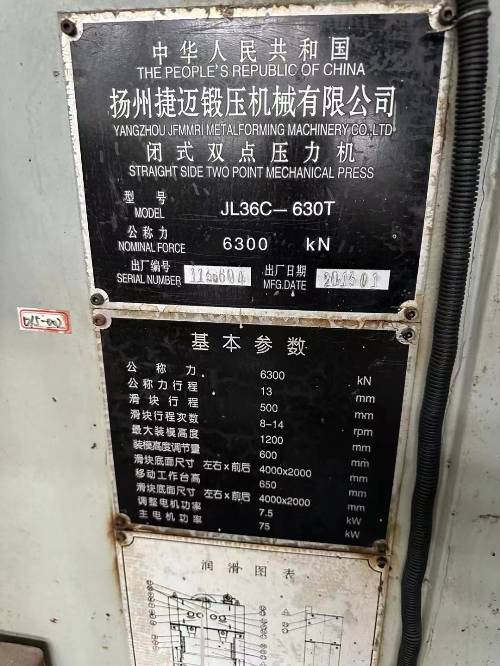 中华人民共和国
THE PEOPLE'S REPUBLIC OF CHINA
扬州捷迈锻压机械有限公司
YANGZHOU JFMMRI METALFORMING MACHINERY CO.,LTD
闭式双点压力机
STRAIGHT SIDE TWO POINT MECHANICAL PRESS
型号 MODEL JL36C-630T
公称力 NOMINAL FORCE 6300 kN
出厂编号 SERIAL NUMBER 出厂日期 MFG.DATE 201501
基本参数
公称力 6300 kN
公称力行程 13 mm
滑块行程 500 mm
滑块行程次数 8-14 rpm
最大装模高度 1200 mm
装模高度调节量 600 mm
滑块底面尺寸 左右x前后 4000x2000 mm
移动工作台高 650 mm
滑块底面尺寸 左右x前后 4000x2000 mm
调整电机功率 7.5 kW
主电机功率 75 kW
润滑图表